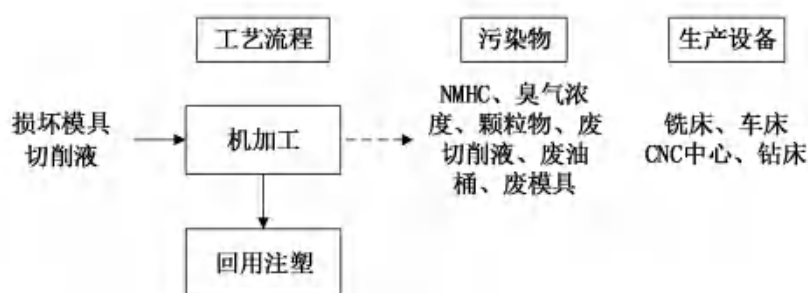 工艺流程
污染物
生产设备
损坏模具
切削液
机加工
NMHC、臭气浓
度、颗粒物、废
切削液、废油
桶、废模具
铣床、车床
CNC中心、钻床
回用注塑